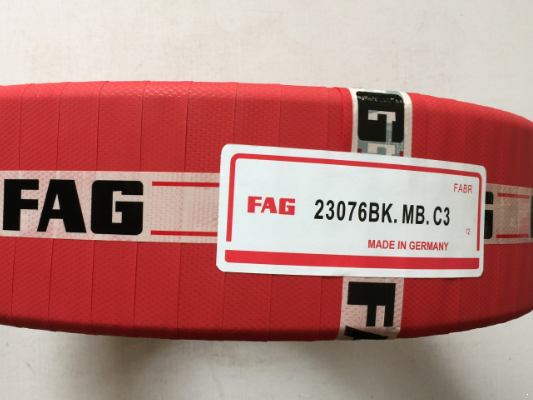 FAG
FABR
FAG 23076BK.MB.C3
12
MADE IN GERMANY
FAG